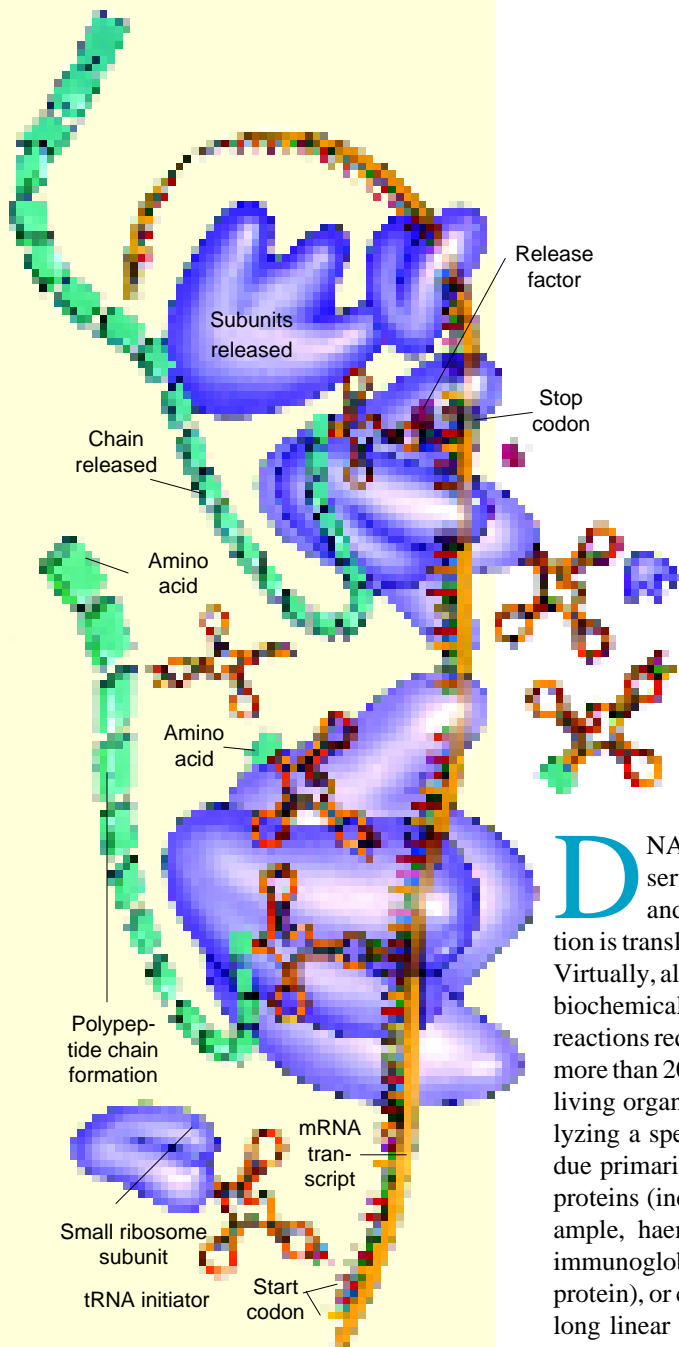 Release
factor
Subunits
released
Stop
codon
Chain
released
Amino
acid
Amino
acid
Polypep-
tide chain
formation
mRNA
tran-
script
Small ribosome
subunit
tRNA initiator
Start
codon
DNA
ser
and
tion is transl
Virtually, al
biochemical
reactions rec
more than 20
living organ
lyzing a spe
due primari
proteins (inc
ample, haer
immunoglob
protein), or c
long linear